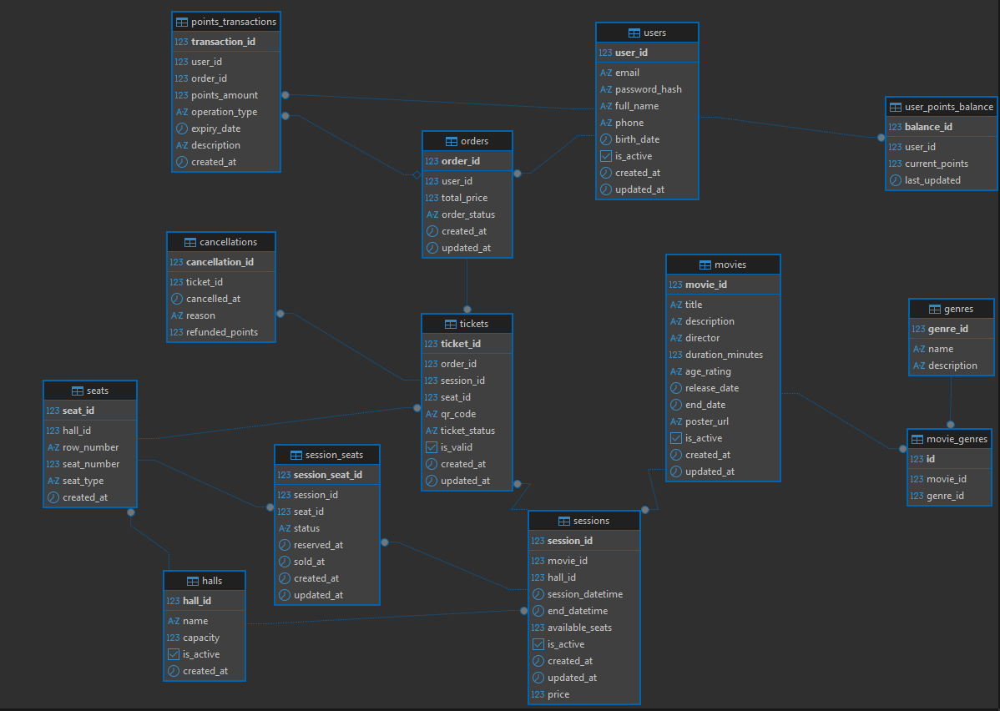 points_transactions
123 transaction_id
123 user_id
123 order_id
123 points_amount
A-Z operation_type
expiry_date
A-Z description
created_at
users
123 user_id
A-Z email
A-Z password_hash
A-Z full_name
A-Z phone
birth_date
is_active
created_at
updated_at
user_points_balance
123 balance_id
123 user_id
123 current_points
last_updated
orders
123 order_id
123 user_id
123 total_price
A-Z order_status
created_at
updated_at
cancellations
123 cancellation_id
123 ticket_id
cancelled_at
A-Z reason
123 refunded_points
movies
123 movie_id
A-Z title
A-Z description
A-Z director
123 duration_minutes
A-Z age_rating
release_date
end_date
A-Z poster_url
is_active
created_at
updated_at
genres
123 genre_id
A-Z name
A-Z description
tickets
123 ticket_id
123 order_id
123 session_id
123 seat_id
A-Z qr_code
A-Z ticket_status
is_valid
created_at
updated_at
seats
123 seat_id
123 hall_id
A-Z row_number
123 seat_number
A-Z seat_type
created_at
session_seats
123 session_seat_id
123 session_id
123 seat_id
A-Z status
reserved_at
sold_at
created_at
updated_at
movie_genres
123 id
123 movie_id
123 genre_id
sessions
123 session_id
123 movie_id
123 hall_id
session_datetime
end_datetime
123 available_seats
is_active
created_at
updated_at
123 price
halls
123 hall_id
A-Z name
123 capacity
is_active
created_at